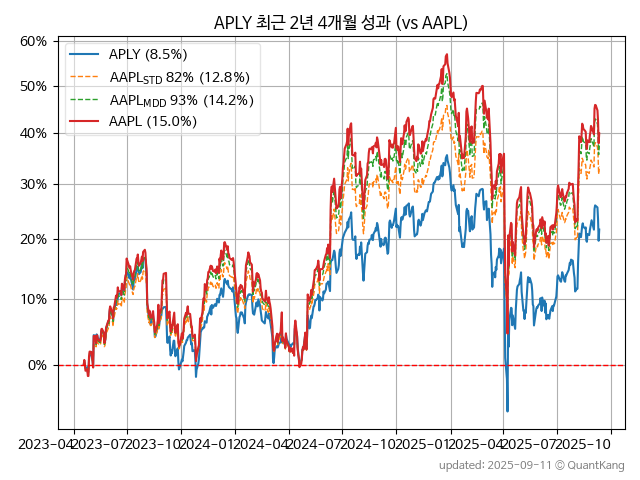 APLY 최근 2년 4개월 성과 (vs AAPL)
60%
50%
40%
30%
20%
10%
0%
APLY (8.5%)
AAPL_STD 82% (12.8%)
AAPL_MDD 93% (14.2%)
AAPL (15.0%)
2023-04 2023-07 2023-10 2024-01 2024-04 2024-07 2024-10 2025-01 2025-04 2025-07 2025-10
updated: 2025-09-11 © QuantKang